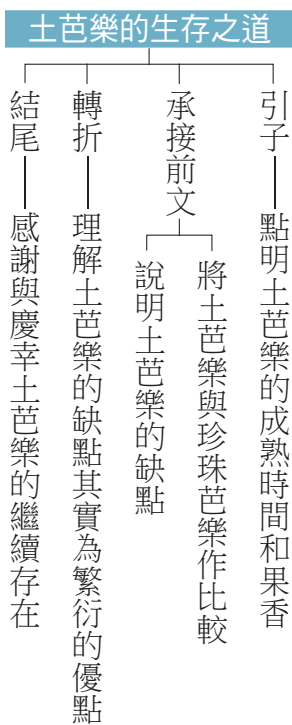 土芭樂的生存之道
引子
點明土芭樂的成熟時間和果香
承接前文
將土芭樂與珍珠芭樂作比較
說明土芭樂的缺點
轉折
理解土芭樂的缺點其實為繁衍的優點
結尾
感謝與慶幸土芭樂的繼續存在